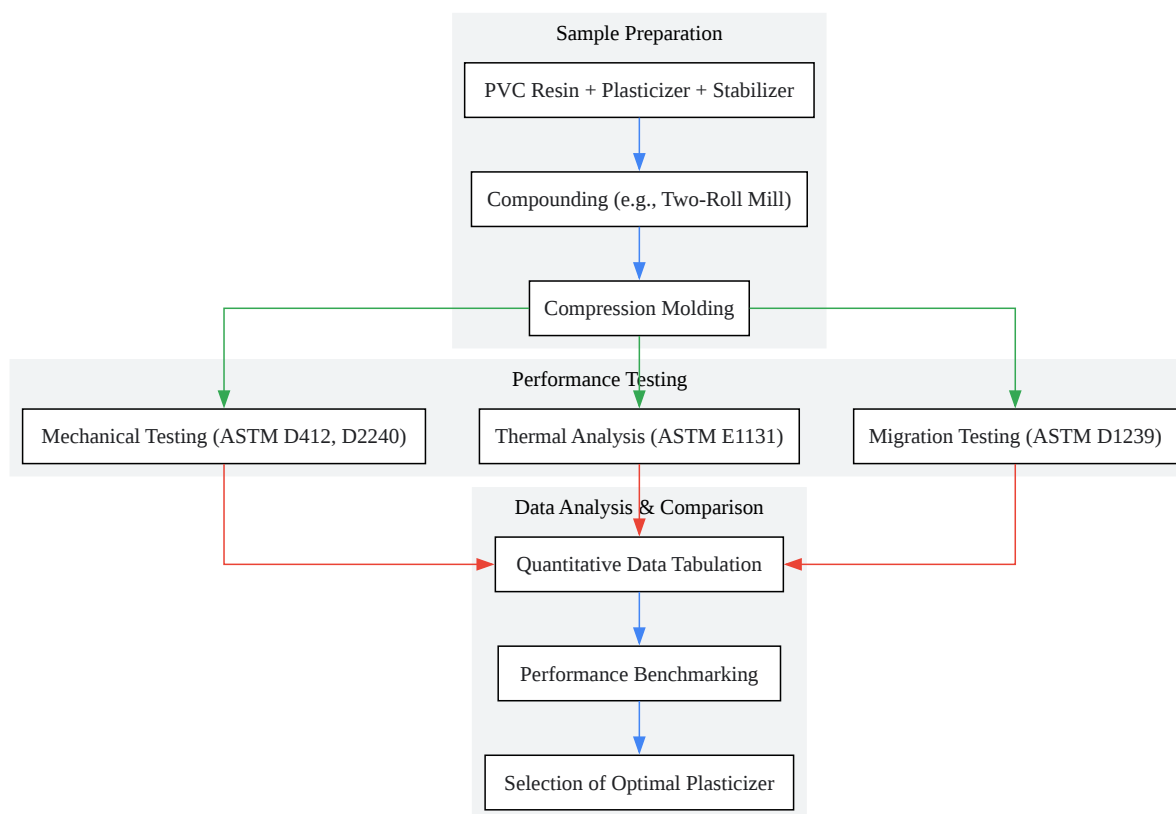 Sample Preparation
PVC Resin + Plasticizer + Stabilizer
Compounding (e.g., Two-Roll Mill)
Compression Molding
Performance Testing
Mechanical Testing (ASTM D412, D2240)
Thermal Analysis (ASTM E1131)
Migration Testing (ASTM D1239)
Data Analysis & Comparison
Quantitative Data Tabulation
Performance Benchmarking
Selection of Optimal Plasticizer